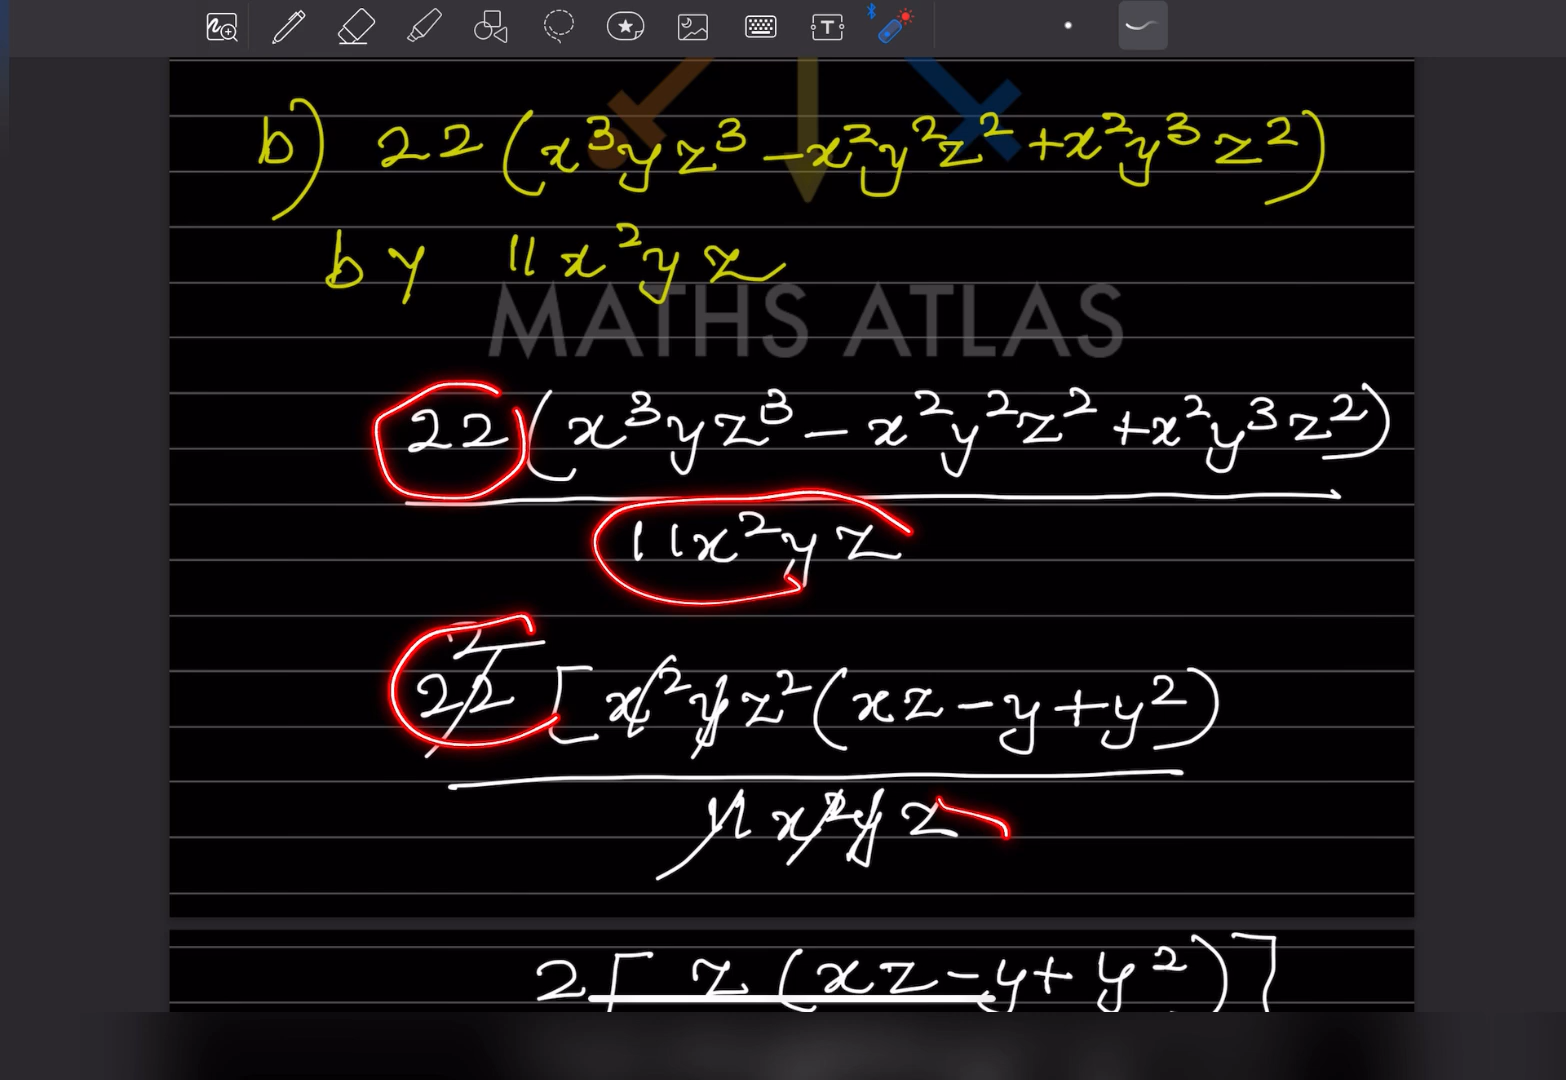 b) 22 (x³yz³ - x²y²z² + x²y³z²)
by 11x²yz
MATHS ATLAS
22 (x³yz³ - x²y²z² + x²y³z²)
11x²yz
2
22 [x²yz² (xz - y + y²)
11x²yz
2 [ z (xz - y + y²) ]